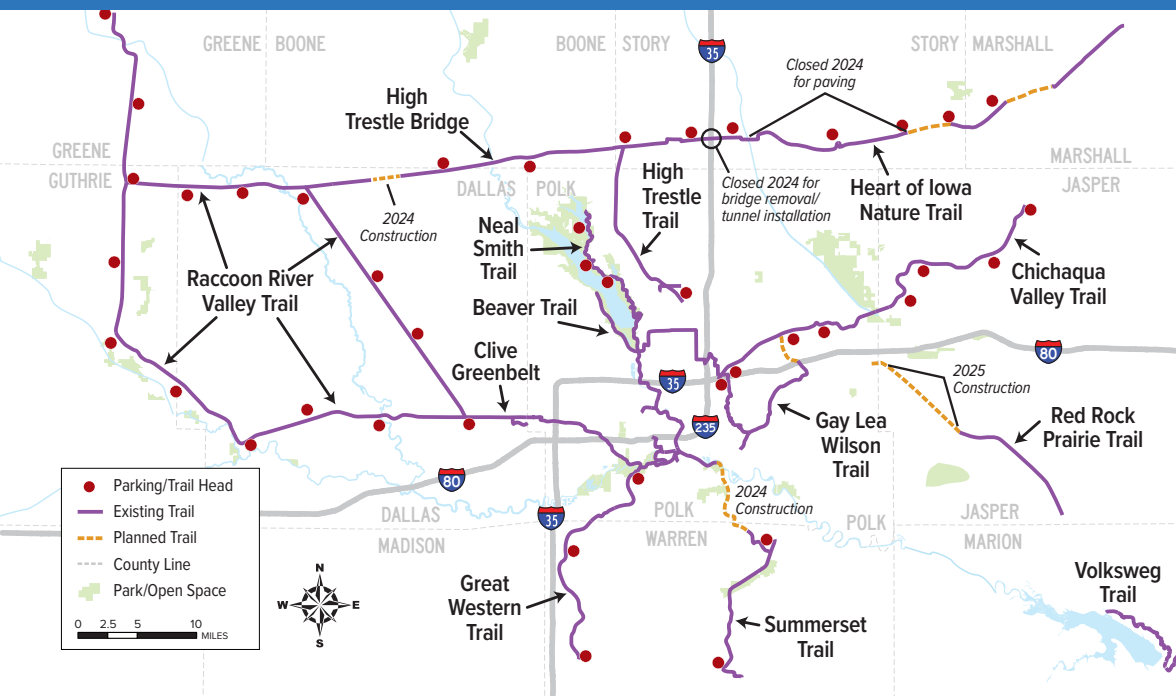 GREENE BOONE
BOONE STORY
35
STORY MARSHALL
Closed 2024
for paving
High
Trestle Bridge
GREENE
GUTHRIE
MARSHALL
JASPER
DALLAS POLK
High
Trestle
Trail
Closed 2024 for
bridge removal/
tunnel installation
Heart of Iowa
Nature Trail
2024
Construction
Neal
Smith
Trail
Raccoon River
Valley Trail
Chichaqua
Valley Trail
Beaver Trail
Clive
Greenbelt
80
35
2025
Construction
235
Gay Lea
Wilson
Trail
Red Rock
Prairie Trail
80
35
2024
Construction
DALLAS
MADISON
POLK
WARREN
POLK
JASPER
MARION
Parking/Trail Head
Existing Trail
Planned Trail
County Line
Park/Open Space
0 2.5 5 10
MILES
N
W E
S
Great
Western
Trail
Summerset
Trail
Volksweg
Trail